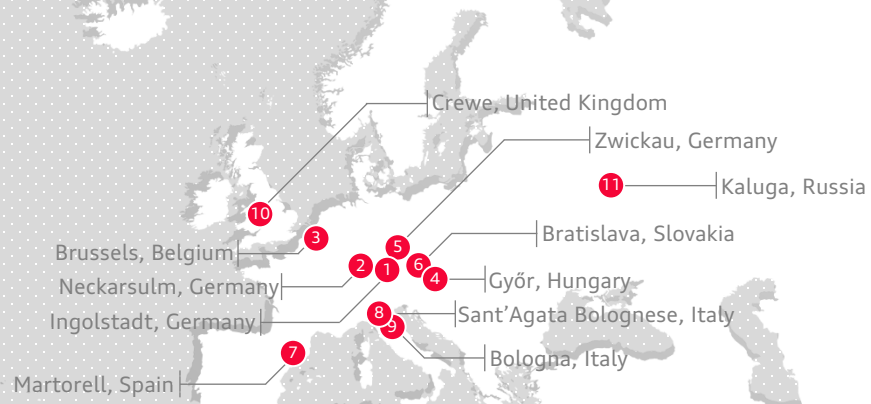 Crewe, United Kingdom
Zwickau, Germany
11
Kaluga, Russia
10
3
5
Bratislava, Slovakia
Brussels, Belgium
2
1
6
4
Neckarsulm, Germany
Győr, Hungary
8
Sant’Agata Bolognese, Italy
Ingolstadt, Germany
9
7
Bologna, Italy
Martorell, Spain